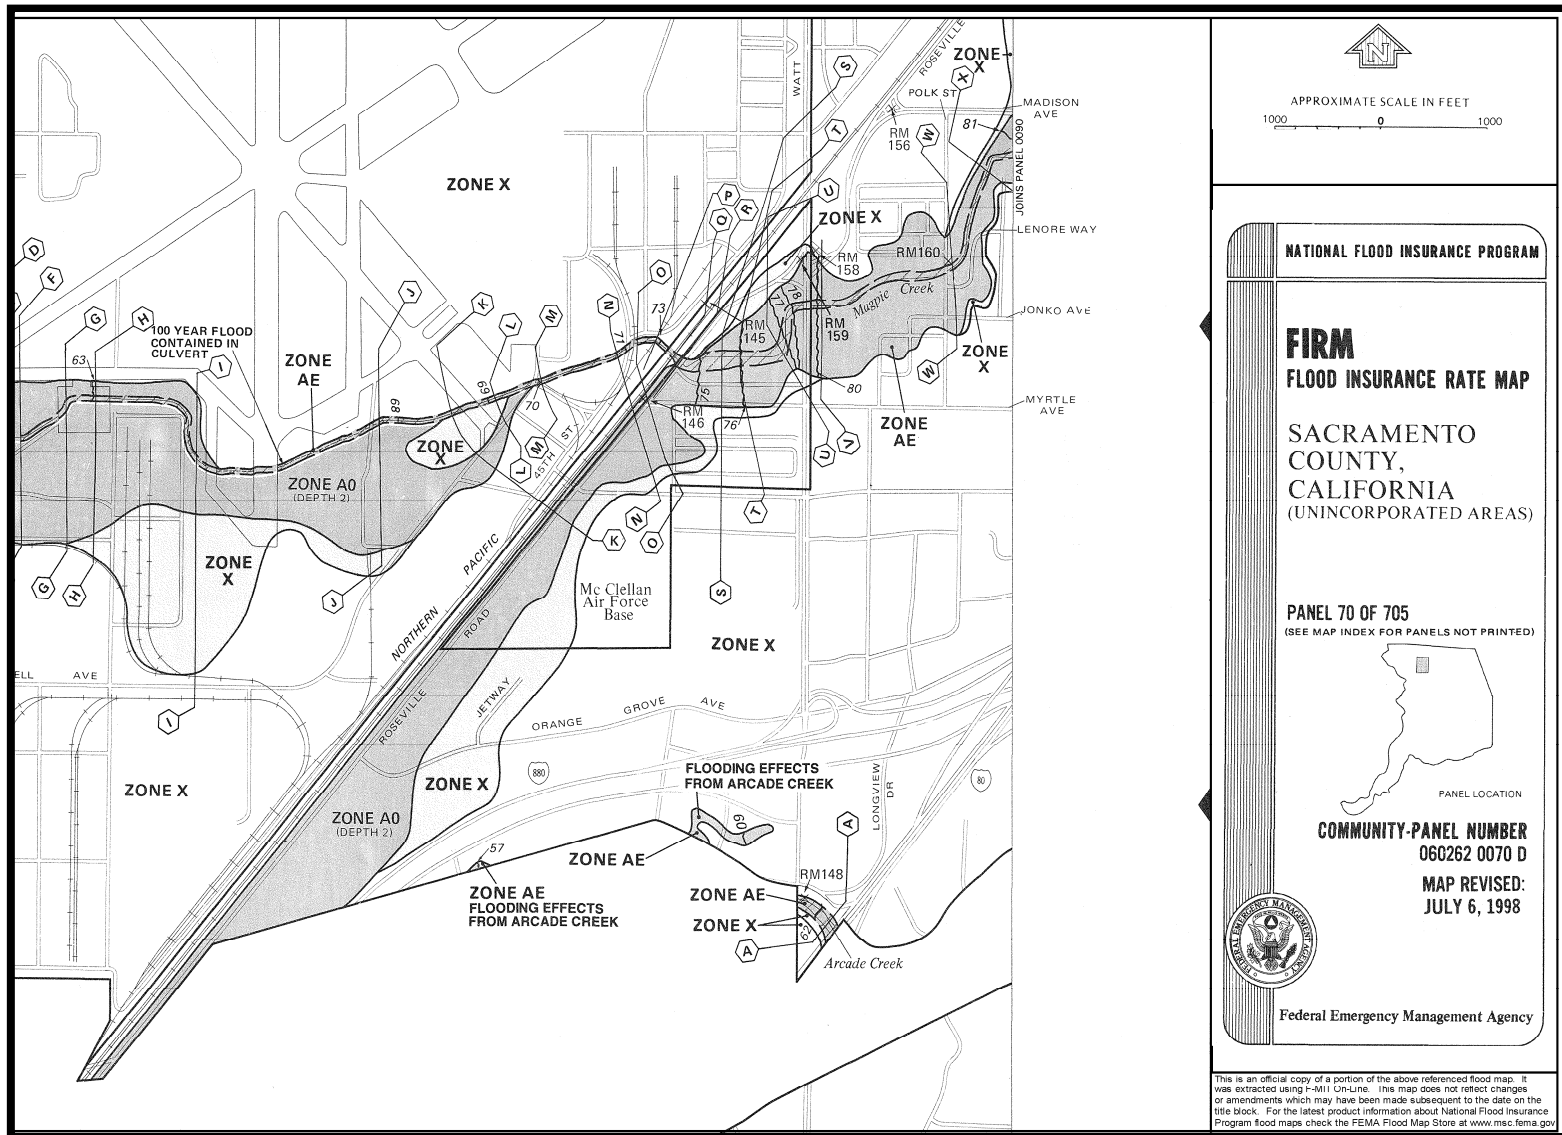 ZONE X
ROSEVILLE
WATT
S
X
POLK ST
MADISON
AVE
81
RM
156
W
T
JOINS PANEL 0090
ZONE X
P
Q
R
U
ZONE X
LENORE WAY
D
F
RM160
RM
158
G
H
J
K
L
M
N
O
73
71
78
77
Magpie Creek
JONKO AVE
100 YEAR FLOOD
CONTAINED IN
CULVERT
63
I
ZONE
AE
RM
145
RM
159
ZONE
X
W
69
68
70
75
80
MYRTLE
AVE
RM
146
76
ZONE
AE
ZONE
X
45TH ST
L
M
U
V
ZONE AO
(DEPTH 2)
N
O
K
T
S
ZONE
X
PACIFIC
NORTHERN
G
H
J
Mc Clellan
Air Force
Base
ROAD
ZONE X
ELL AVE
I
ROSEVILLE
JETWAY
ORANGE GROVE AVE
ZONE X
ZONE X
880
80
FLOODING EFFECTS
FROM ARCADE CREEK
LONGVIEW
DR
ZONE AO
(DEPTH 2)
60
A
57
ZONE AE
ZONE AE
FLOODING EFFECTS
FROM ARCADE CREEK
RM148
ZONE AE
ZONE X
62
A
Arcade Creek
N
APPROXIMATE SCALE IN FEET
1000 0 1000
NATIONAL FLOOD INSURANCE PROGRAM
FIRM
FLOOD INSURANCE RATE MAP
SACRAMENTO
COUNTY,
CALIFORNIA
(UNINCORPORATED AREAS)
PANEL 70 OF 705
(SEE MAP INDEX FOR PANELS NOT PRINTED)
PANEL LOCATION
COMMUNITY-PANEL NUMBER
060262 0070 D
MAP REVISED:
JULY 6, 1998
FEDERAL EMERGENCY MANAGEMENT AGENCY
Federal Emergency Management Agency
This is an official copy of a portion of the above referenced flood map. It
was extracted using F-MIT On-Line. This map does not reflect changes
or amendments which may have been made subsequent to the date on the
title block. For the latest product information about National Flood Insurance
Program flood maps check the FEMA Flood Map Store at www.msc.fema.gov